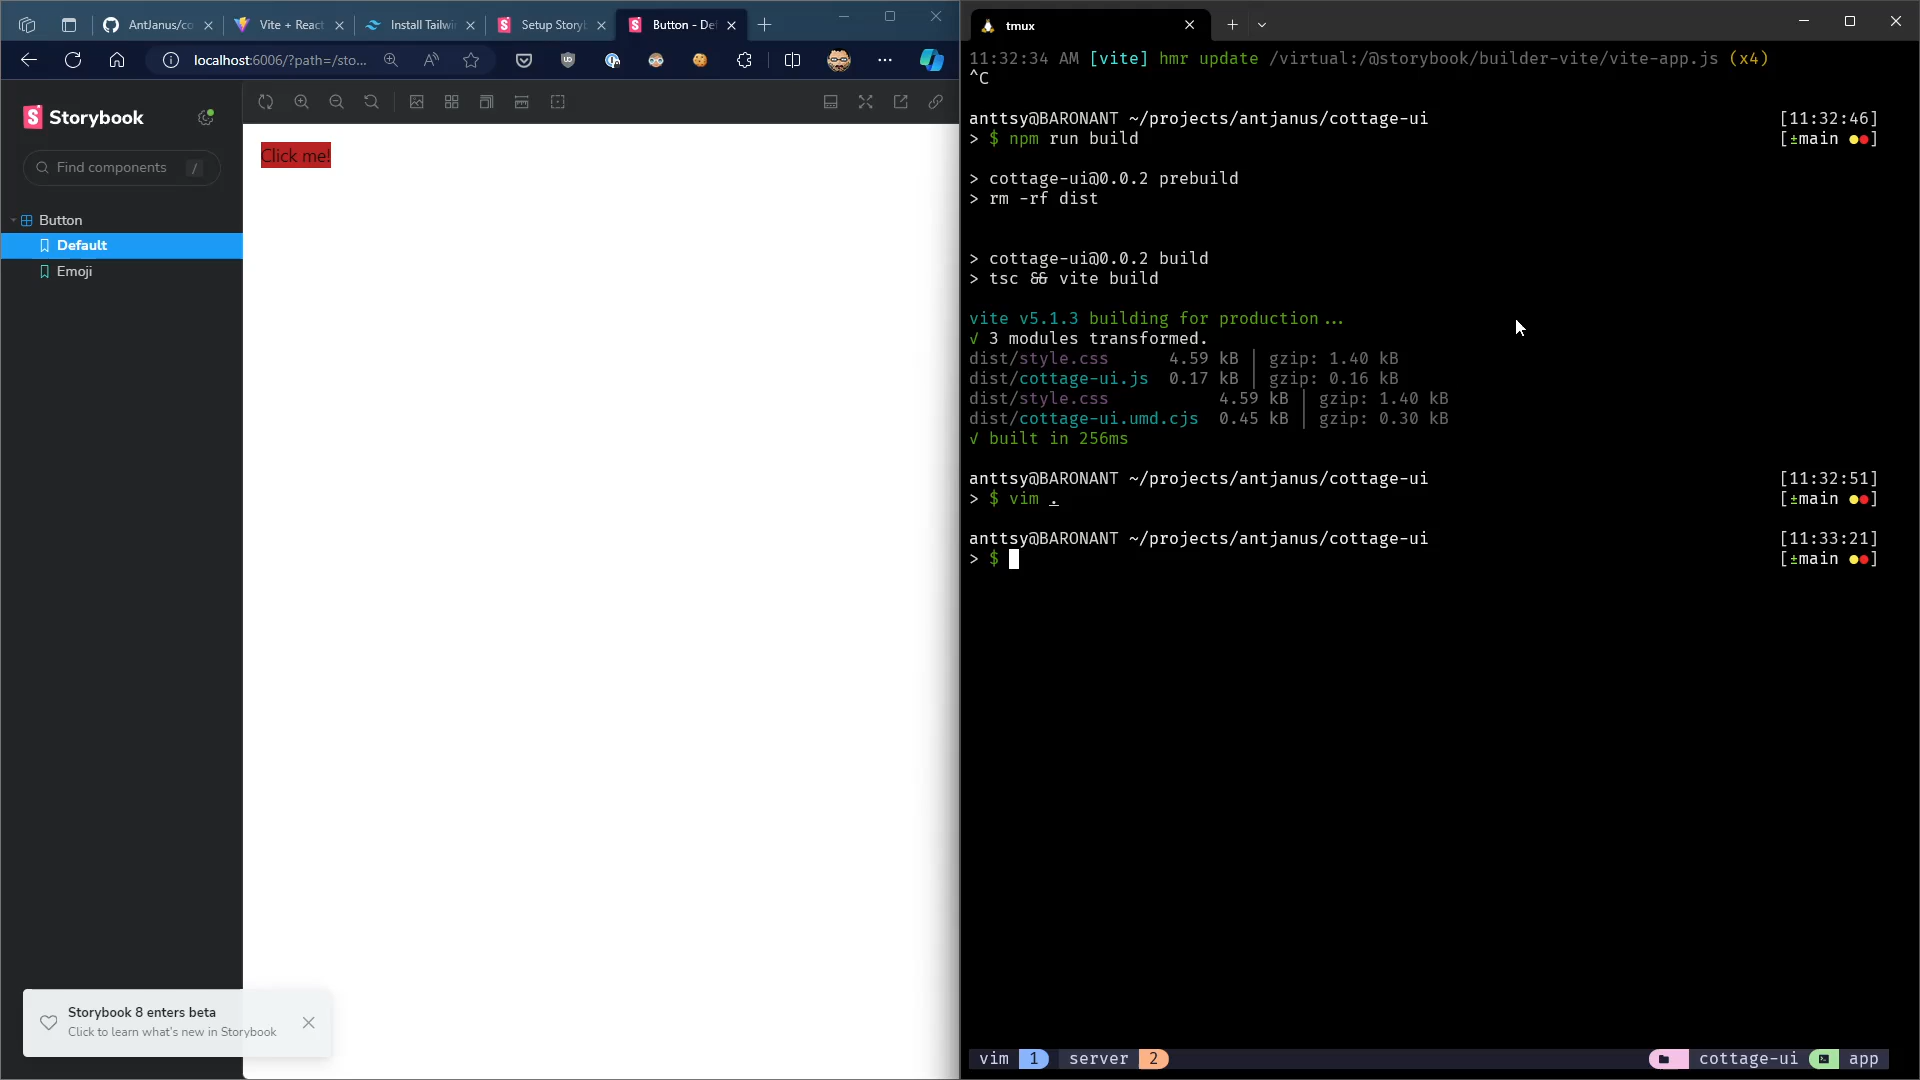 AntJanus/co
Vite + React
Install Tailwi
Setup Story
Button - De
localhost:6006/?path=/sto...
Storybook
Find components
/
Button
Default
Emoji
Click me!
Storybook 8 enters beta
Click to learn what's new in Storybook
tmux
11:32:34 AM [vite] hmr update /virtual:/@storybook/builder-vite/vite-app.js (x4)
^C
anttsy@BARONANT ~/projects/antjanus/cottage-ui [11:32:46]
> $ npm run build [±main ●●]
> cottage-ui@0.0.2 prebuild
> rm -rf dist
> cottage-ui@0.0.2 build
> tsc && vite build
vite v5.1.3 building for production...
√ 3 modules transformed.
dist/style.css 4.59 kB │ gzip: 1.40 kB
dist/cottage-ui.js 0.17 kB │ gzip: 0.16 kB
dist/style.css 4.59 kB │ gzip: 1.40 kB
dist/cottage-ui.umd.cjs 0.45 kB │ gzip: 0.30 kB
√ built in 256ms
anttsy@BARONANT ~/projects/antjanus/cottage-ui [11:32:51]
> $ vim . [±main ●●]
anttsy@BARONANT ~/projects/antjanus/cottage-ui [11:33:21]
> $ [±main ●●]
vim 1 server 2 cottage-ui app